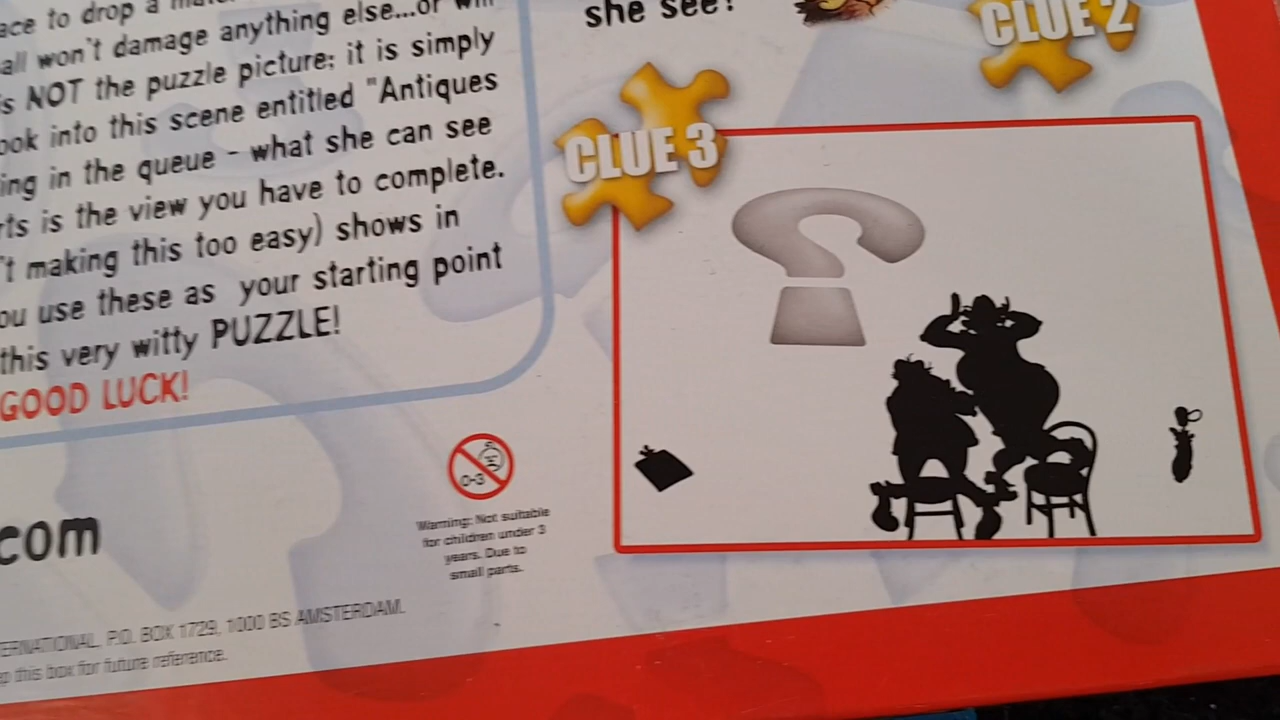 ace to drop a
all won't damage anything else...or will
is NOT the puzzle picture; it is simply
ook into this scene entitled "Antiques
ing in the queue - what she can see
rts is the view you have to complete.
't making this too easy) shows in
ou use these as your starting point
this very witty PUZZLE!
GOOD LUCK!
she see?
CLUE 2
CLUE 3
?
0-3
Warning: Not suitable
for children under 3
years. Due to
small parts.
com
ERNATIONAL, P.O. BOX 1729, 1000 BS AMSTERDAM.
p this box for future reference.